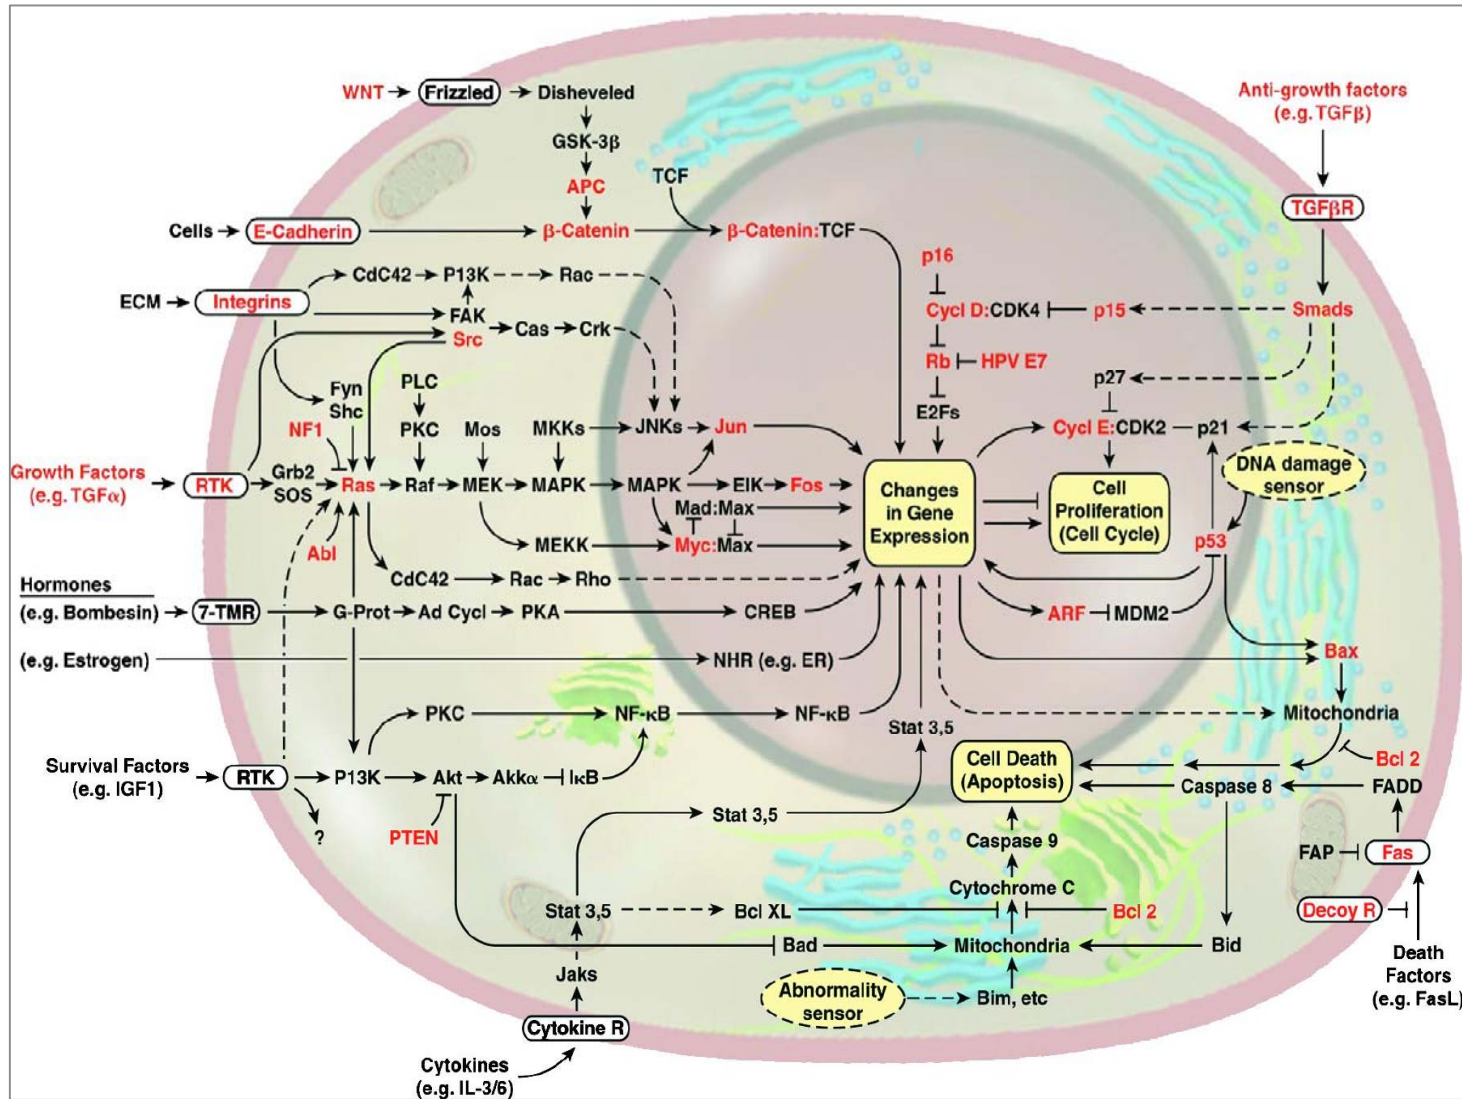 WNT
Frizzled
Disheveled
GSK-3β
APC
TCF
Cells
E-Cadherin
β-Catenin
β-Catenin:TCF
Anti-growth factors
(e.g. TGFβ)
TGFβR
Smads
p16
Cycl D:CDK4
p15
Rb
HPV E7
E2Fs
p27
Cycl E:CDK2
p21
CdC42
P13K
Rac
ECM
Integrins
FAK
Src
Cas
Crk
Fyn
Shc
PLC
NF1
PKC
Mos
MKKs
JNKs
Jun
Growth Factors
(e.g. TGFα)
RTK
Grb2
SOS
Ras
Raf
MEK
MAPK
MAPK
ElK
Fos
Mad:Max
Abl
MEKK
Myc:Max
Changes
in Gene
Expression
Cell
Proliferation
(Cell Cycle)
DNA damage
sensor
p53
CdC42
Rac
Rho
Hormones
(e.g. Bombesin)
7-TMR
G-Prot
Ad Cycl
PKA
CREB
ARF
MDM2
(e.g. Estrogen)
NHR (e.g. ER)
Bax
PKC
NF-κB
NF-κB
Stat 3,5
Mitochondria
Survival Factors
(e.g. IGF1)
RTK
P13K
Akt
Akkα
IκB
Cell Death
(Apoptosis)
Bcl 2
Caspase 8
FADD
?
PTEN
Stat 3,5
Caspase 9
FAP
Fas
Cytochrome C
Stat 3,5
Bcl XL
Bcl 2
Decoy R
Bad
Mitochondria
Bid
Jaks
Abnormality
sensor
Bim, etc
Death
Factors
(e.g. FasL)
Cytokine R
Cytokines
(e.g. IL-3/6)